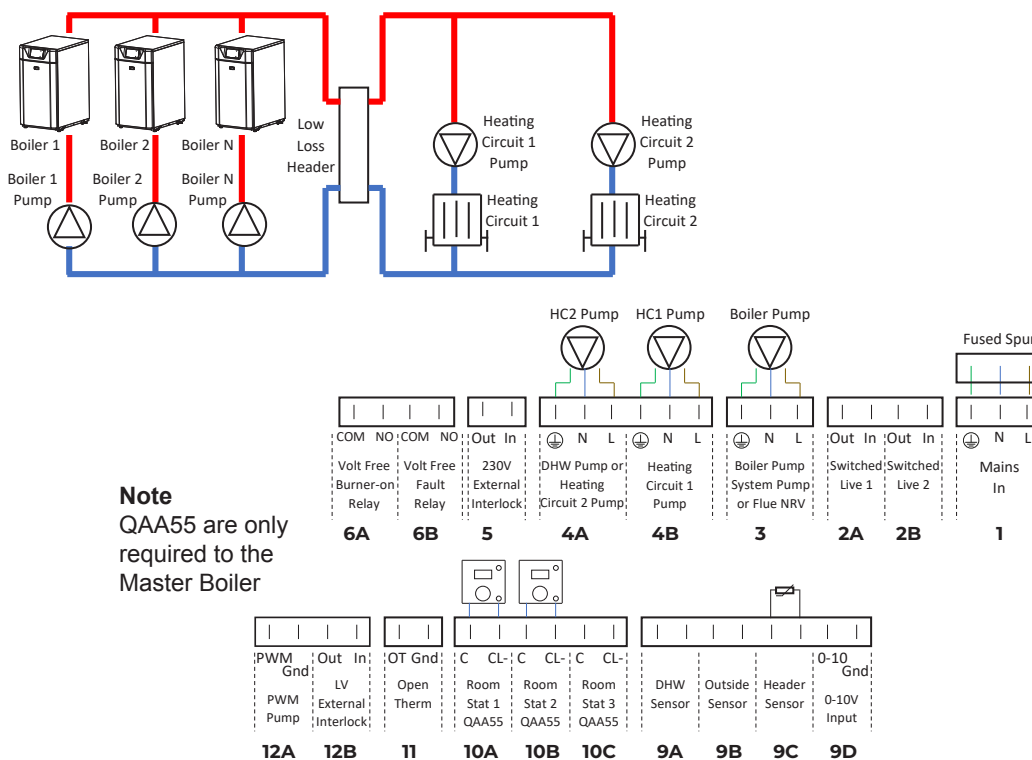 Boiler 1
Boiler 2
Boiler N
Low
Loss
Header
Boiler 1
Pump
Boiler 2
Pump
Boiler N
Pump
Heating
Circuit 1
Pump
Heating
Circuit 2
Pump
Heating
Circuit 1
Heating
Circuit 2
HC2 Pump
HC1 Pump
Boiler Pump
Fused Spur
COM NO COM NO
Out In
N L
N L
N L
Out In Out In
N L
Volt Free
Burner-on
Relay
Volt Free
Fault
Relay
230V
External
Interlock
DHW Pump or
Heating
Circuit 2 Pump
Heating
Circuit 1
Pump
Boiler Pump
System Pump
or Flue NRV
Switched
Live 1
Switched
Live 2
Mains
In
6A 6B 5 4A 4B 3 2A 2B 1
Note
QAA55 are only
required to the
Master Boiler
PWM
Gnd
Out In
OT Gnd
C CL- C CL- C CL-
0-10
Gnd
PWM
Pump
LV
External
Interlock
Open
Therm
Room
Stat 1
QAA55
Room
Stat 2
QAA55
Room
Stat 3
QAA55
DHW
Sensor
Outside
Sensor
Header
Sensor
0-10V
Input
12A 12B 11 10A 10B 10C 9A 9B 9C 9D